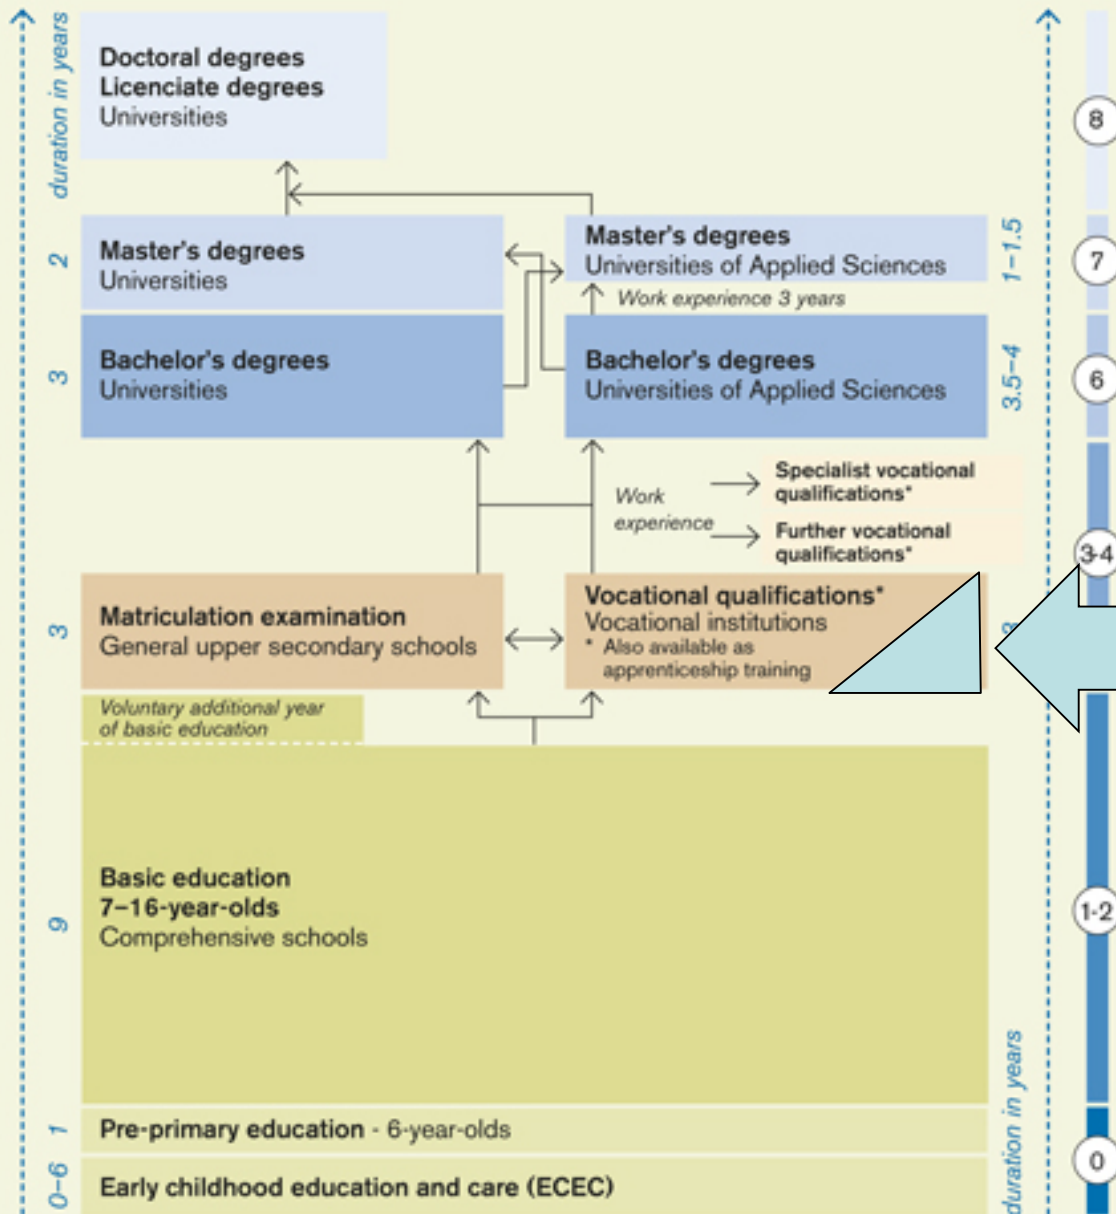 duration in years
Doctoral degrees
Licenciate degrees
Universities
8
2
Master's degrees
Universities
Master's degrees
Universities of Applied Sciences
1–1.5
7
Work experience 3 years
3
Bachelor's degrees
Universities
Bachelor's degrees
Universities of Applied Sciences
3.5–4
6
Work
experience
Specialist vocational
qualifications*
Further vocational
qualifications*
3-4
3
Matriculation examination
General upper secondary schools
Vocational qualifications*
Vocational institutions
* Also available as
apprenticeship training
Voluntary additional year
of basic education
9
Basic education
7–16-year-olds
Comprehensive schools
1-2
1
Pre-primary education - 6-year-olds
duration in years
0–6
Early childhood education and care (ECEC)
0